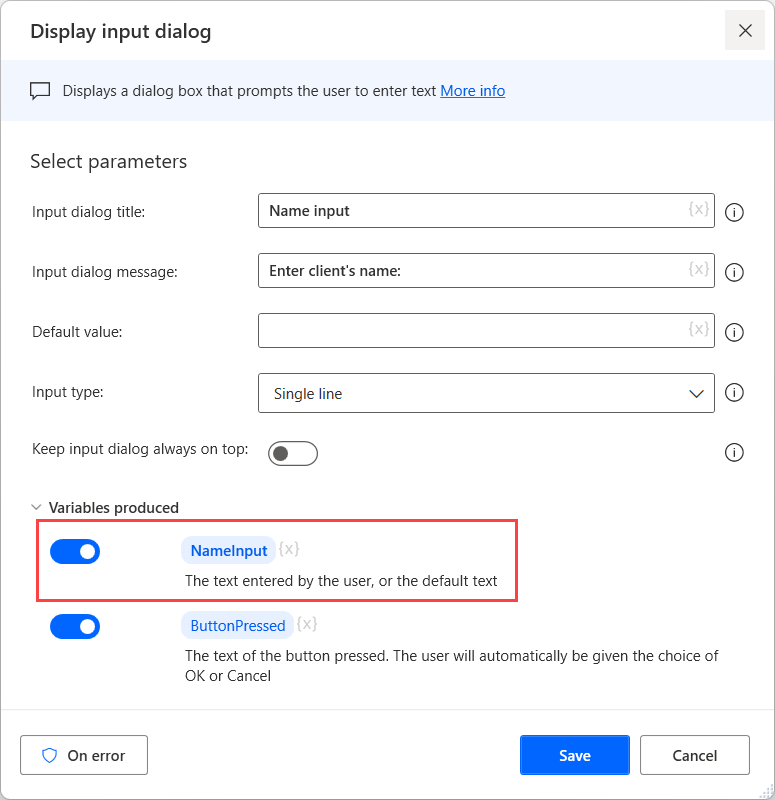 Display input dialog
Displays a dialog box that prompts the user to enter text More info
Select parameters
Input dialog title: Name input {x}
Input dialog message: Enter client's name: {x}
Default value: {x}
Input type: Single line
Keep input dialog always on top:
Variables produced
NameInput {x}
The text entered by the user, or the default text
ButtonPressed {x}
The text of the button pressed. The user will automatically be given the choice of
OK or Cancel
On error Save Cancel